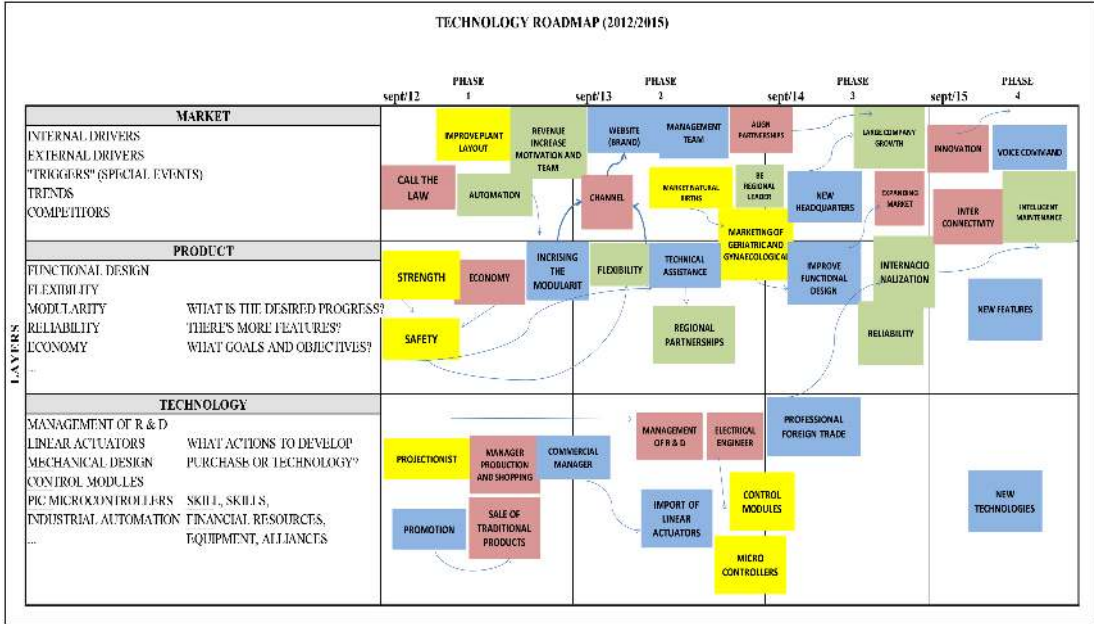 TECHNOLOGY ROADMAP (2012/2015)
PHASE
1
PHASE
2
PHASE
3
PHASE
4
sept/12
sept/13
sept/14
sept/15
LAYERS
MARKET
INTERNAL DRIVERS
EXTERNAL DRIVERS
"TRIGGERS" (SPECIAL EVENTS)
TRENDS
COMPETITORS
IMPROVE PLANT
LAYOUT
REVENUE
INCREASE
MOTIVATION AND
TEAM
WEBSITE
(BRAND)
MANAGEMENT
TEAM
ALIGN
PARTNERSHIPS
LARGE COMPANY
GROWTH
INNOVATION
VOICE COMMAND
CALL THE
LAW
AUTOMATION
CHANNEL
MARKET NATURAL
BIRTHS
BE
REGIONAL
LEADER
NEW
HEADQUARTERS
EXPANDING
MARKET
INTER
CONNECTIVITY
INTELLIGENT
MAINTENANCE
MARKETING OF
GERIATRIC AND
GYNAECOLOGICAL
PRODUCT
FUNCTIONAL DESIGN
FLEXIBILITY
MODULARITY WHAT IS THE DESIRED PROGRESS?
RELIABILITY THERE'S MORE FEATURES?
ECONOMY WHAT GOALS AND OBJECTIVES?
...
STRENGTH
ECONOMY
INCRISING
THE
MODULARIT
FLEXIBILITY
TECHNICAL
ASSISTANCE
IMPROVE
FUNCTIONAL
DESIGN
INTERNACIO
NALIZATION
SAFETY
REGIONAL
PARTNERSHIPS
RELIABILITY
NEW FEATURES
TECHNOLOGY
MANAGEMENT OF R & D
LINEAR ACTUATORS WHAT ACTIONS TO DEVELOP
MECHANICAL DESIGN PURCHASE OR TECHNOLOGY?
CONTROL MODULES
PIC MICROCONTROLLERS SKILL, SKILLS,
INDUSTRIAL AUTOMATION FINANCIAL RESOURCES,
... EQUIPMENT, ALLIANCES
PROJECTIONIST
MANAGER
PRODUCTION
AND SHOPPING
COMMERCIAL
MANAGER
MANAGEMENT
OF R & D
ELECTRICAL
ENGINEER
PROFESSIONAL
FOREIGN TRADE
PROMOTION
SALE OF
TRADITIONAL
PRODUCTS
IMPORT OF
LINEAR
ACTUATORS
CONTROL
MODULES
MICRO
CONTROLLERS
NEW
TECHNOLOGIES